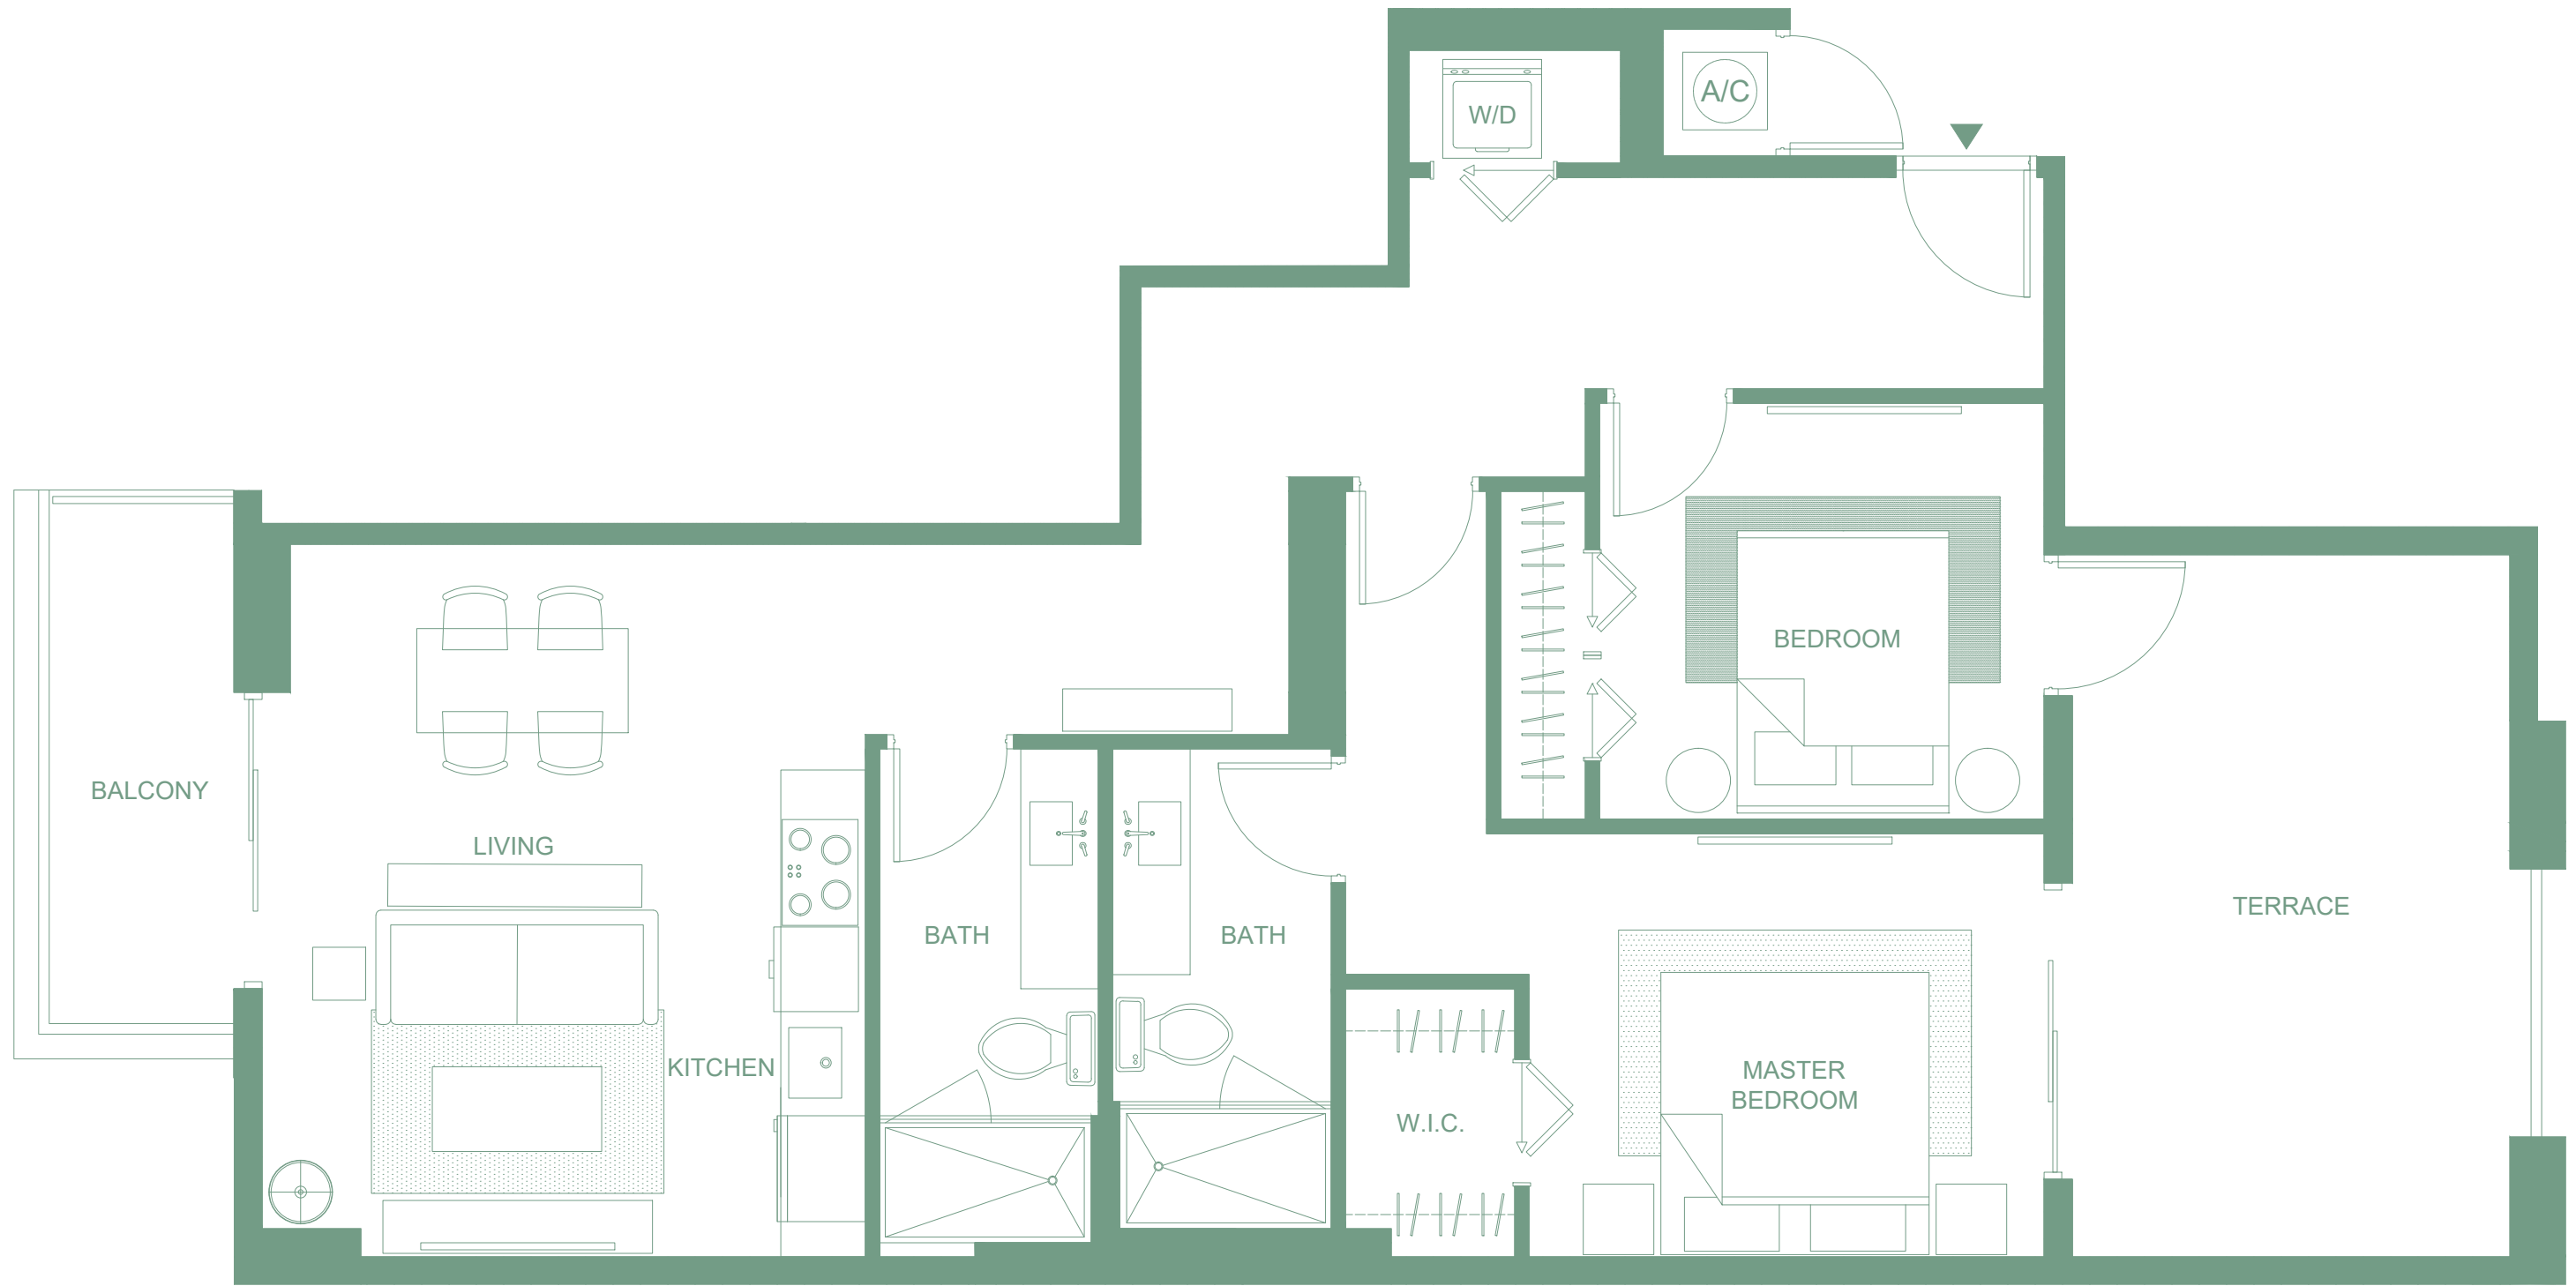 A/C
W/D
BEDROOM
BALCONY
LIVING
TERRACE
BATH
BATH
KITCHEN
MASTER
BEDROOM
W.I.C.